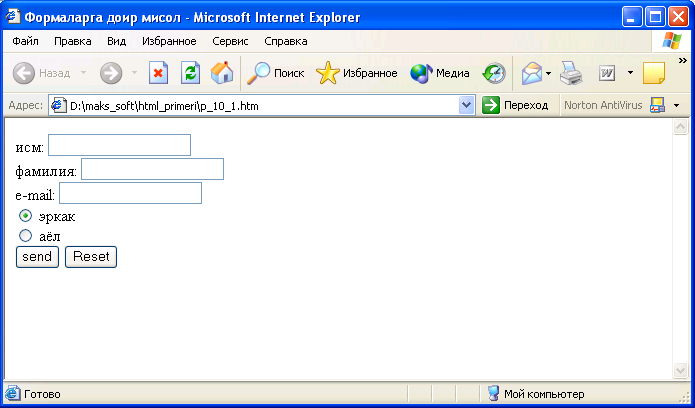 Формаларга доир мисол - Microsoft Internet Explorer
Файл Правка Вид Избранное Сервис Справка
Назад Поиск Избранное Медиа
Адрес: D:\maks_soft\html_primeri\p_10_1.htm Переход Norton AntiVirus
исм:
фамилия:
e-mail:
эркак
аёл
send Reset
Готово Мой компьютер